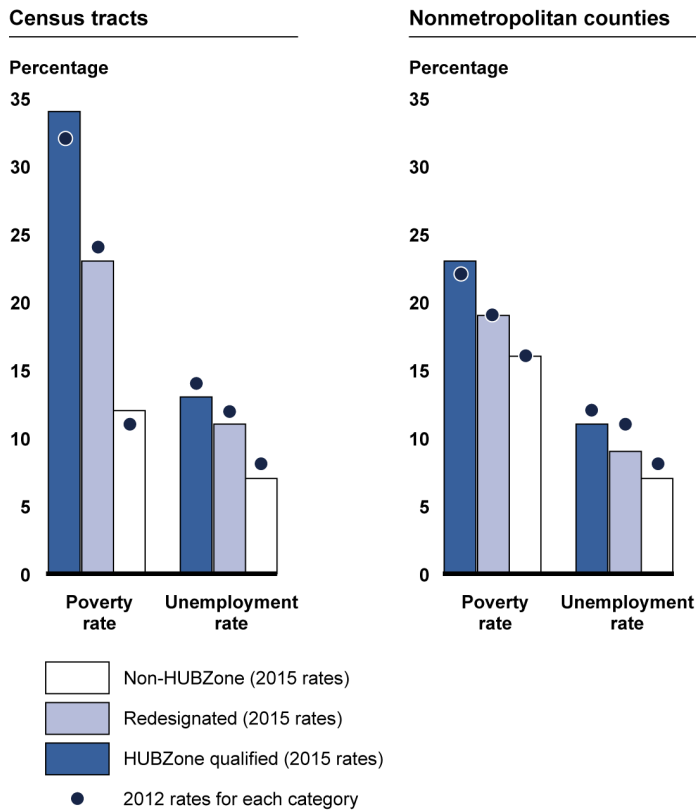 Census tracts
Percentage
35
30
25
20
15
10
5
0
Poverty
rate
Unemployment
rate
Nonmetropolitan counties
Percentage
35
30
25
20
15
10
5
0
Poverty
rate
Unemployment
rate
Non-HUBZone (2015 rates)
Redesignated (2015 rates)
HUBZone qualified (2015 rates)
2012 rates for each category